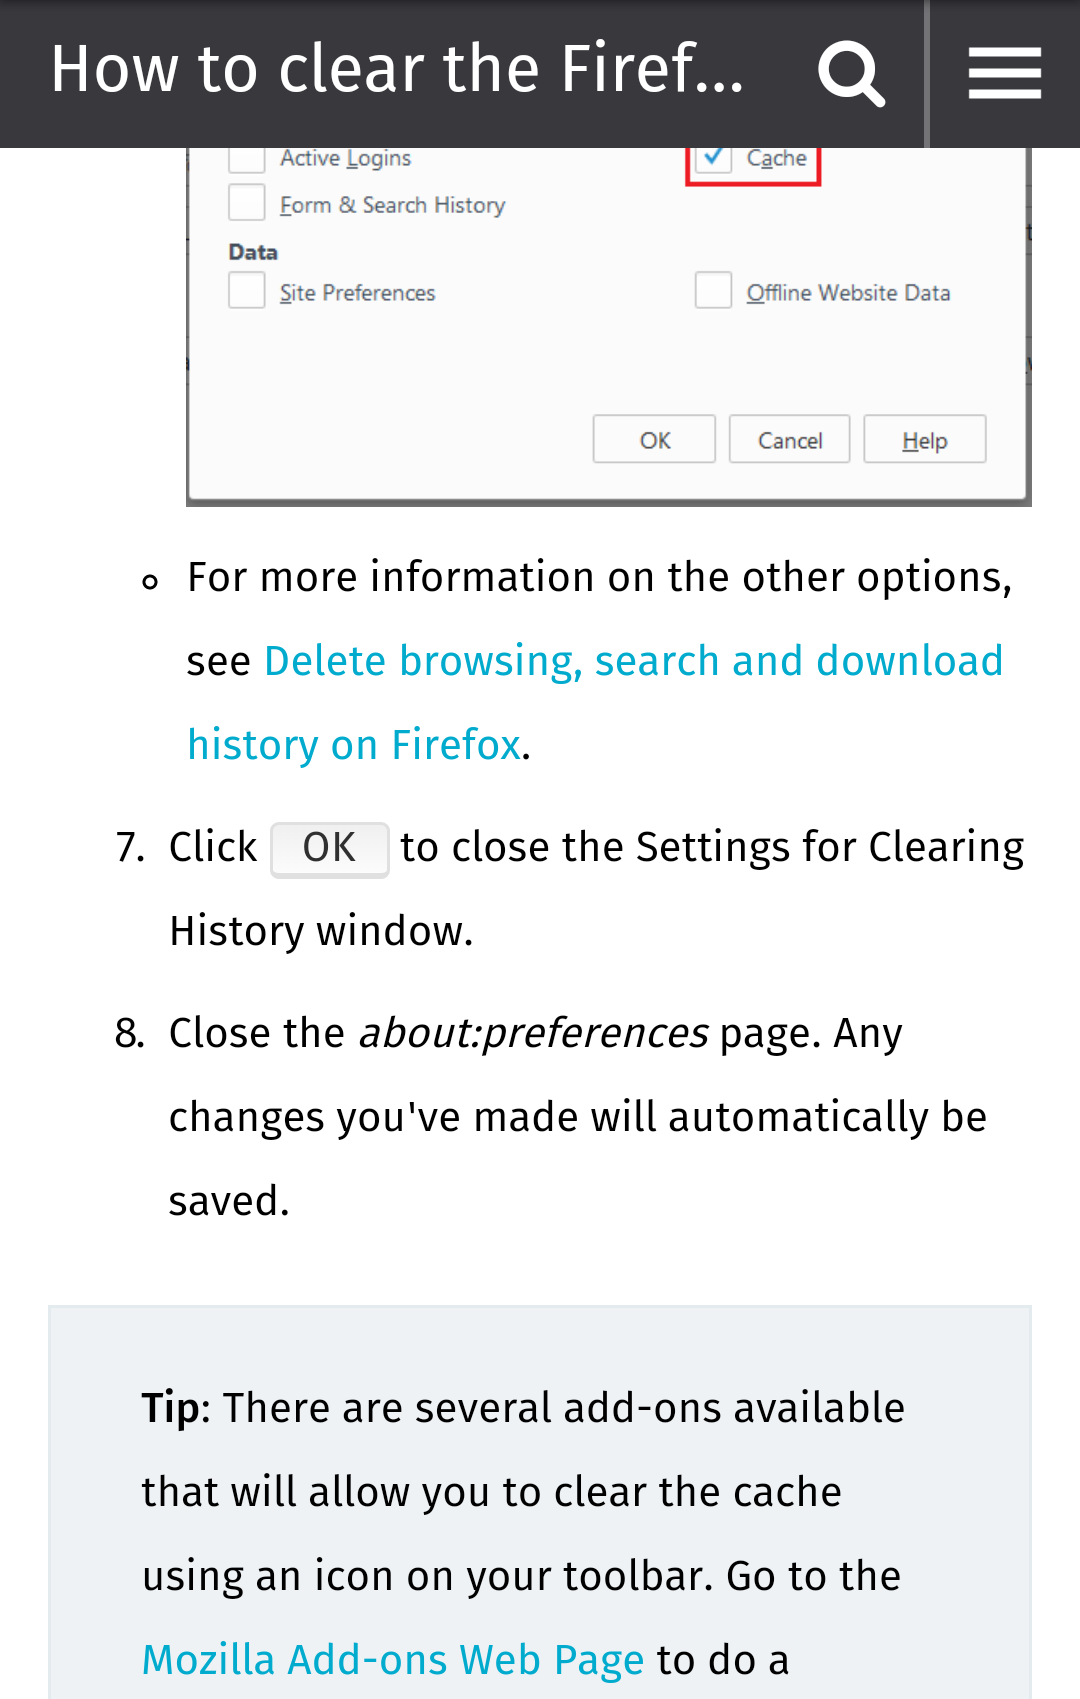 How to clear the Firef...
Active Logins Cache
Form & Search History
Data
Site Preferences Offline Website Data
OK Cancel Help
For more information on the other options,
see Delete browsing, search and download
history on Firefox.
7. Click OK to close the Settings for Clearing
History window.
8. Close the about:preferences page. Any
changes you've made will automatically be
saved.
Tip: There are several add-ons available
that will allow you to clear the cache
using an icon on your toolbar. Go to the
Mozilla Add-ons Web Page to do a